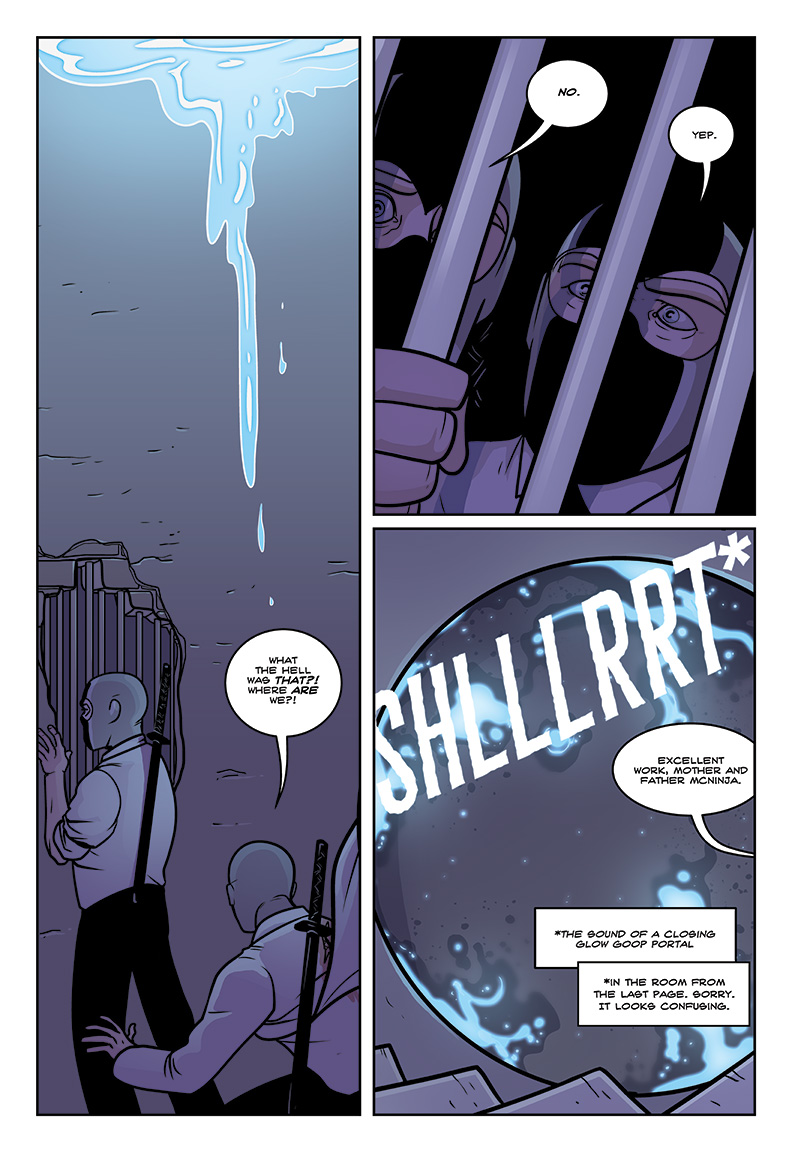 WHAT
THE HELL
WAS THAT?!
WHERE ARE
WE?!
NO.
YEP.
SHLLLRRT*
EXCELLENT
WORK, MOTHER AND
FATHER MCNINJA.
*THE SOUND OF A CLOSING
GLOW GOOP PORTAL
*IN THE ROOM FROM
THE LAST PAGE. SORRY.
IT LOOKS CONFUSING.